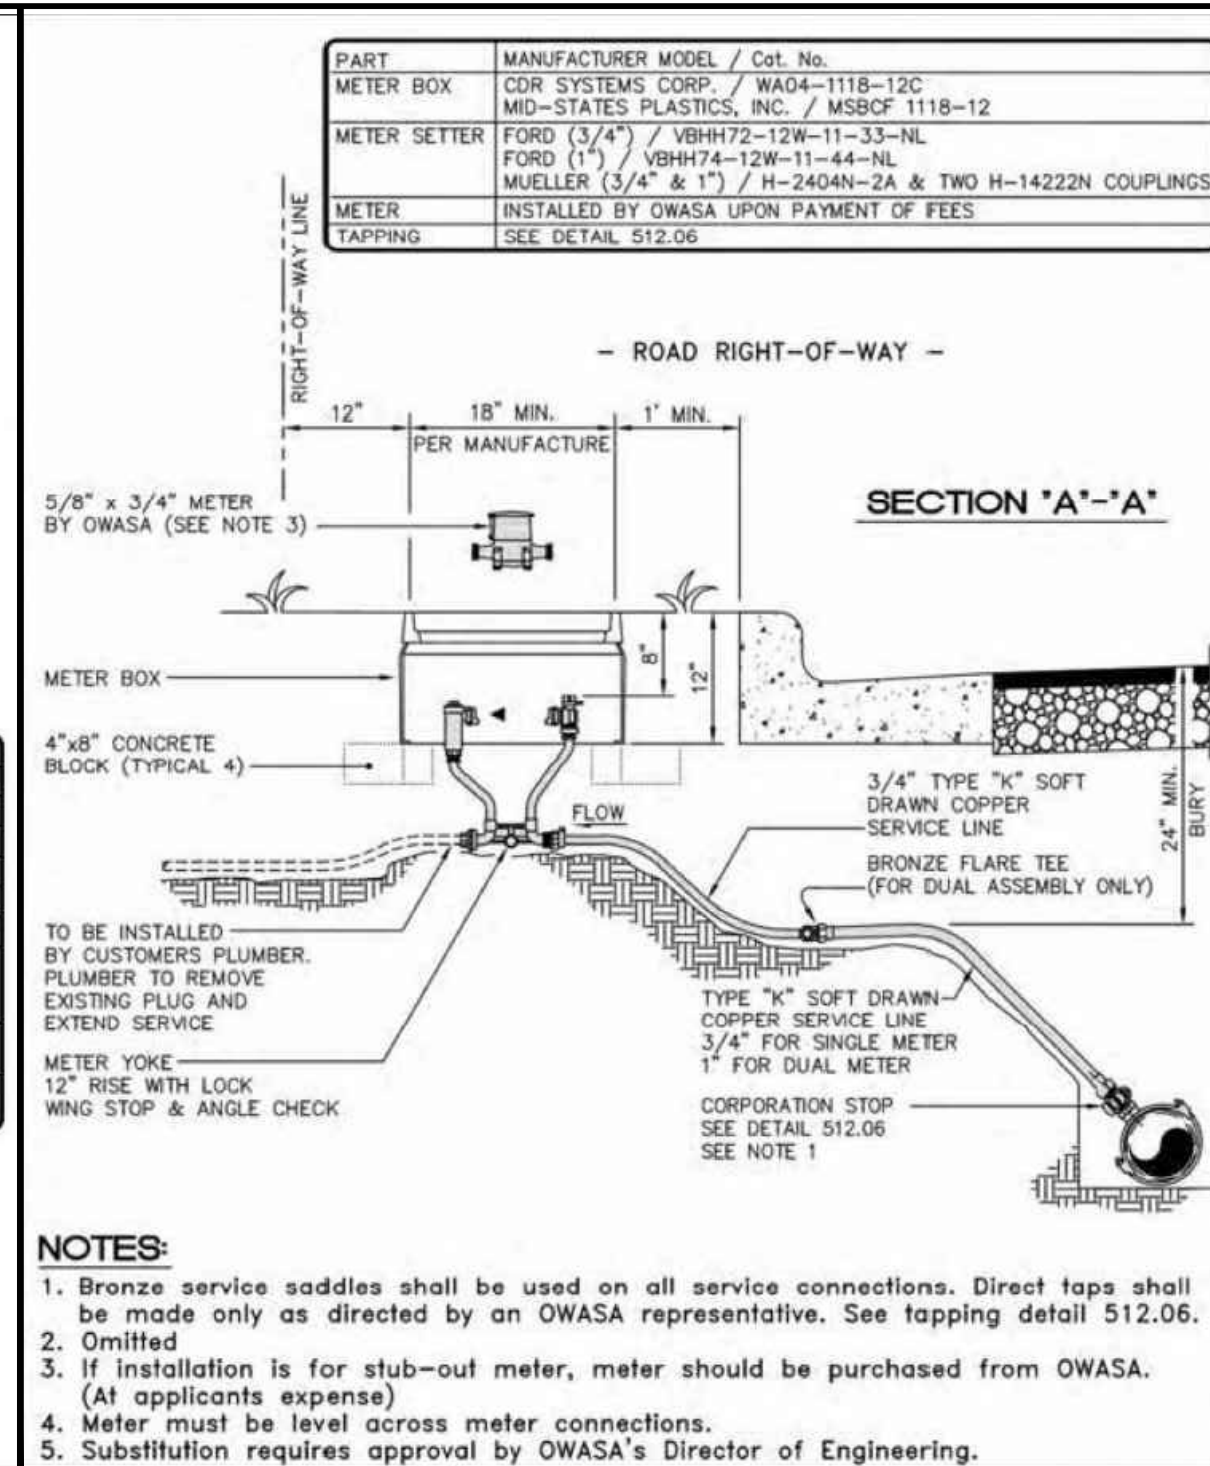 PART MANUFACTURER MODEL / Cat. No.
METER BOX CDR SYSTEMS CORP. / WA04-1118-12C
MID-STATES PLASTICS, INC. / MSBCF 1118-12
METER SETTER FORD (3/4") / VBHH72-12W-11-33-NL
FORD (1") / VBHH74-12W-11-44-NL
MUELLER (3/4" & 1") / H-2404N-2A & TWO H-14222N COUPLINGS
METER INSTALLED BY OWASA UPON PAYMENT OF FEES
TAPPING SEE DETAIL 512.06
RIGHT-OF-WAY LINE
- ROAD RIGHT-OF-WAY -
12" 18" MIN. 1' MIN.
PER MANUFACTURE
SECTION "A"-"A"
5/8" x 3/4" METER
BY OWASA (SEE NOTE 3)
8"
12"
METER BOX
4"x8" CONCRETE
BLOCK (TYPICAL 4)
FLOW
3/4" TYPE "K" SOFT
DRAWN COPPER
SERVICE LINE
24" MIN.
BURY
BRONZE FLARE TEE
(FOR DUAL ASSEMBLY ONLY)
TO BE INSTALLED
BY CUSTOMERS PLUMBER.
PLUMBER TO REMOVE
EXISTING PLUG AND
EXTEND SERVICE
TYPE "K" SOFT DRAWN
COPPER SERVICE LINE
3/4" FOR SINGLE METER
1" FOR DUAL METER
METER YOKE
12" RISE WITH LOCK
WING STOP & ANGLE CHECK
CORPORATION STOP
SEE DETAIL 512.06
SEE NOTE 1
NOTES:
1. Bronze service saddles shall be used on all service connections. Direct taps shall
be made only as directed by an OWASA representative. See tapping detail 512.06.
2. Omitted
3. If installation is for stub-out meter, meter should be purchased from OWASA.
(At applicants expense)
4. Meter must be level across meter connections.
5. Substitution requires approval by OWASA's Director of Engineering.